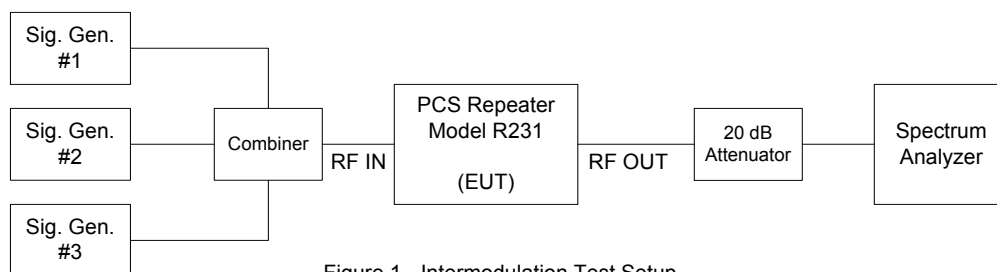 Sig. Gen.
#1
Sig. Gen.
#2
Sig. Gen.
#3
Combiner
RF IN
PCS Repeater
Model R231
(EUT)
RF OUT
20 dB
Attenuator
Spectrum
Analyzer
Figure 1. Intermodulation Test Setup